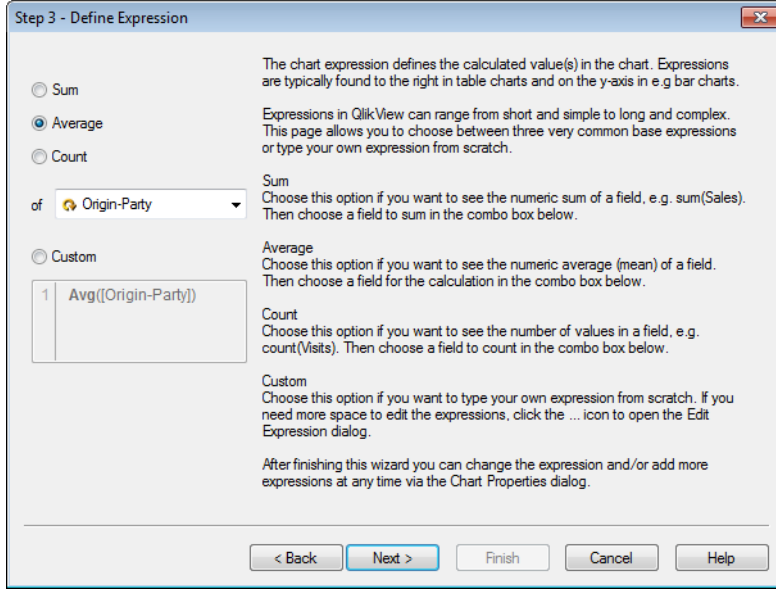 Step 3 - Define Expression
Sum
Average
Count
of Origin-Party
Custom
1 Avg([Origin-Party])
The chart expression defines the calculated value(s) in the chart. Expressions
are typically found to the right in table charts and on the y-axis in e.g bar charts.
Expressions in QlikView can range from short and simple to long and complex.
This page allows you to choose between three very common base expressions
or type your own expression from scratch.
Sum
Choose this option if you want to see the numeric sum of a field, e.g. sum(Sales).
Then choose a field to sum in the combo box below.
Average
Choose this option if you want to see the numeric average (mean) of a field.
Then choose a field for the calculation in the combo box below.
Count
Choose this option if you want to see the number of values in a field, e.g.
count(Visits). Then choose a field to count in the combo box below.
Custom
Choose this option if you want to type your own expression from scratch. If you
need more space to edit the expressions, click the ... icon to open the Edit
Expression dialog.
After finishing this wizard you can change the expression and/or add more
expressions at any time via the Chart Properties dialog.
< Back Next > Finish Cancel Help